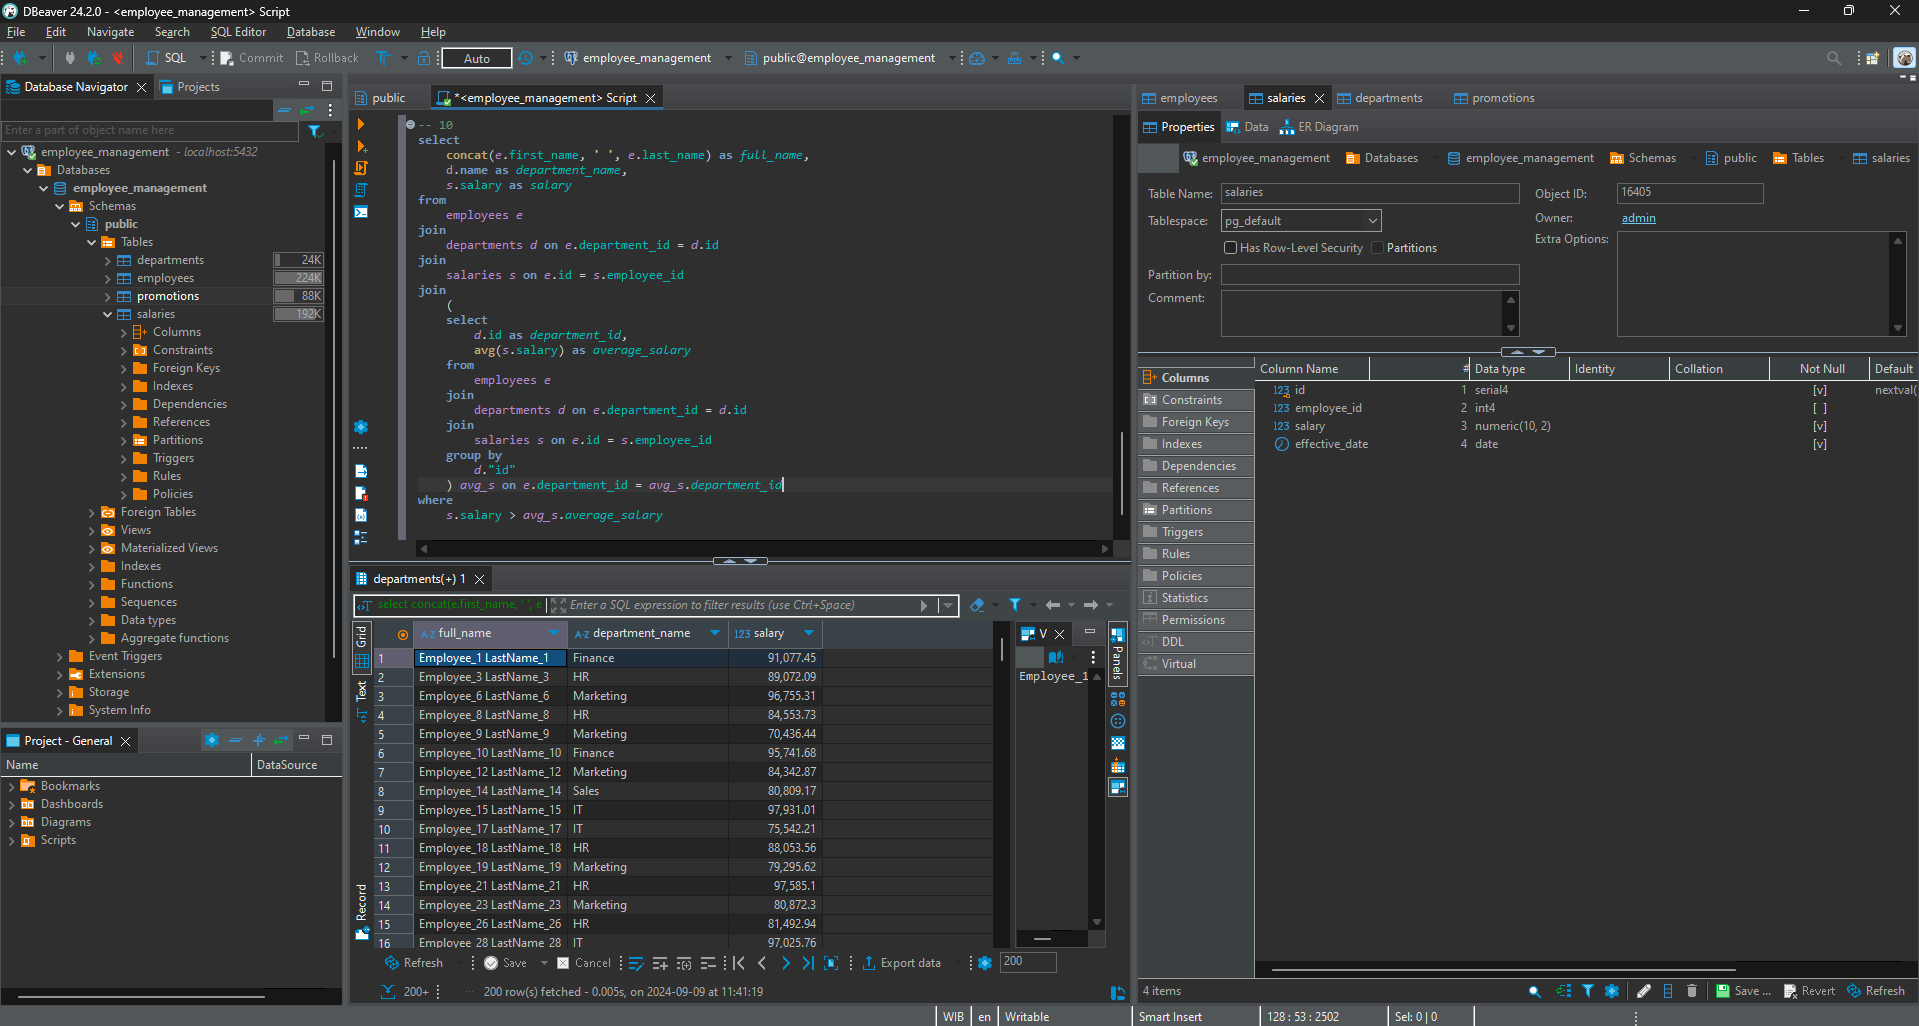 DBeaver 24.2.0 - <employee_management> Script
File Edit Navigate Search SQL Editor Database Window Help
SQL Commit Rollback Auto employee_management public@employee_management
Database Navigator Projects
Enter a part of object name here
employee_management - localhost:5432
Databases
employee_management
Schemas
public
Tables
departments 24K
employees 224K
promotions 88K
salaries 192K
Columns
Constraints
Foreign Keys
Indexes
Dependencies
References
Partitions
Triggers
Rules
Policies
Foreign Tables
Views
Materialized Views
Indexes
Functions
Sequences
Data types
Aggregate functions
Event Triggers
Extensions
Storage
System Info
Project - General
Name DataSource
Bookmarks
Dashboards
Diagrams
Scripts
public *<employee_management> Script
-- 10
select
concat(e.first_name, ' ', e.last_name) as full_name,
d.name as department_name,
s.salary as salary
from
employees e
join
departments d on e.department_id = d.id
join
salaries s on e.id = s.employee_id
join
(
select
d.id as department_id,
avg(s.salary) as average_salary
from
employees e
join
departments d on e.department_id = d.id
join
salaries s on e.id = s.employee_id
group by
d."id"
) avg_s on e.department_id = avg_s.department_id
where
s.salary > avg_s.average_salary
departments(+) 1
select concat(e.first_name, ' ', e Enter a SQL expression to filter results (use Ctrl+Space)
Grid
Text
Record
A-Z full_name A-Z department_name 123 salary
1 Employee_1 LastName_1 Finance 91,077.45
2 Employee_3 LastName_3 HR 89,072.09
3 Employee_6 LastName_6 Marketing 96,755.31
4 Employee_8 LastName_8 HR 84,553.73
5 Employee_9 LastName_9 Marketing 70,436.44
6 Employee_10 LastName_10 Finance 95,741.68
7 Employee_12 LastName_12 Marketing 84,342.87
8 Employee_14 LastName_14 Sales 80,809.17
9 Employee_15 LastName_15 IT 97,931.01
10 Employee_17 LastName_17 IT 75,542.21
11 Employee_18 LastName_18 HR 88,053.56
12 Employee_19 LastName_19 Marketing 79,295.62
13 Employee_21 LastName_21 HR 97,585.1
14 Employee_23 LastName_23 Marketing 80,872.3
15 Employee_26 LastName_26 HR 81,492.94
16 Employee_28 LastName_28 IT 97,025.76
V
Employee_1
Panels
Refresh Save Cancel Export data 200
200+ 200 row(s) fetched - 0.005s, on 2024-09-09 at 11:41:19
employees salaries departments promotions
Properties Data ER Diagram
employee_management Databases employee_management Schemas public Tables salaries
Table Name: salaries
Tablespace: pg_default
Has Row-Level Security Partitions
Partition by:
Comment:
Object ID: 16405
Owner: admin
Extra Options:
Columns
Constraints
Foreign Keys
Indexes
Dependencies
References
Partitions
Triggers
Rules
Policies
Statistics
Permissions
DDL
Virtual
Column Name # Data type Identity Collation Not Null Default
123 id 1 serial4 [v] nextval(
123 employee_id 2 int4 [ ]
123 salary 3 numeric(10, 2) [v]
effective_date 4 date [v]
4 items Save ... Revert Refresh
WIB en Writable Smart Insert 128 : 53 : 2502 Sel: 0 | 0